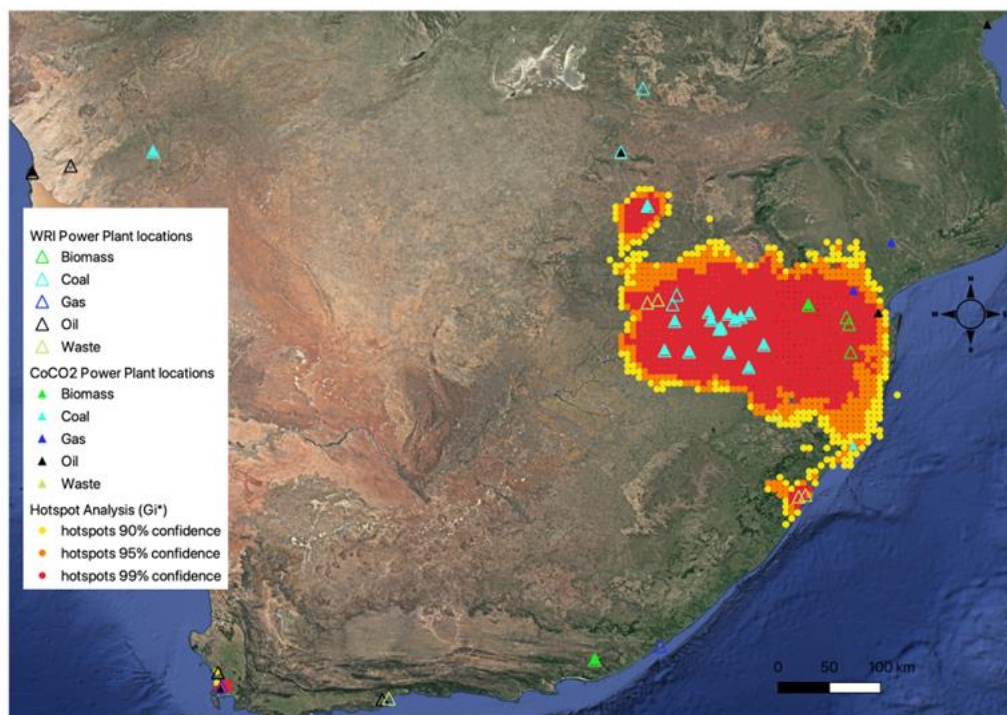 WRI Power Plant locations
Biomass
Coal
Gas
Oil
Waste
CoCO2 Power Plant locations
Biomass
Coal
Gas
Oil
Waste
Hotspot Analysis (Gi*)
hotspots 90% confidence
hotspots 95% confidence
hotspots 99% confidence
N
0 50 100 km